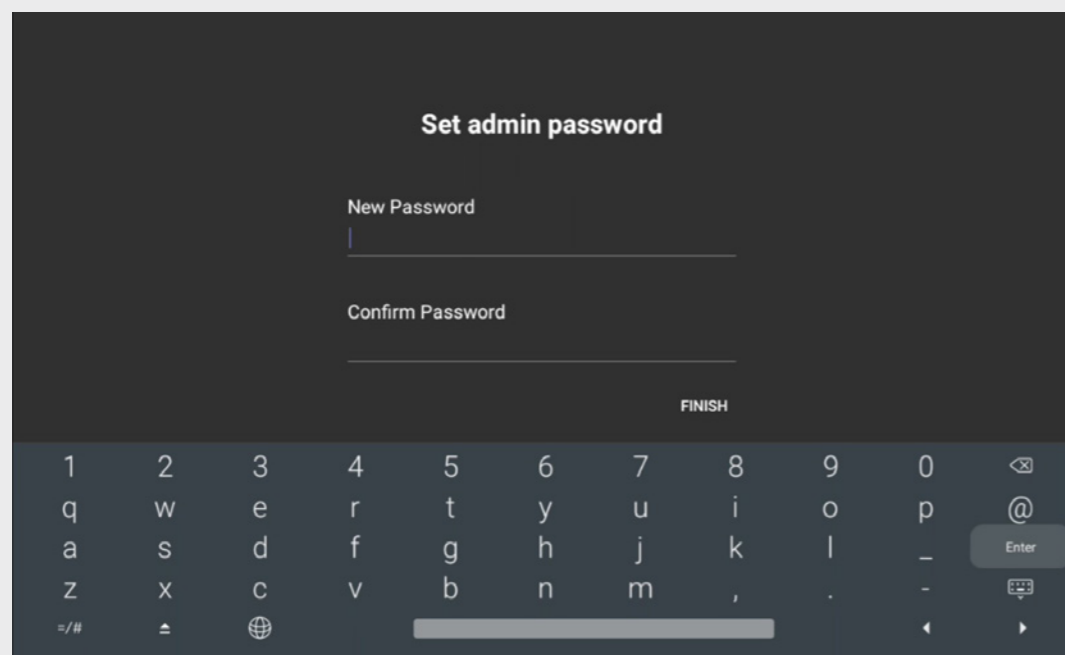 Set admin password
New Password
Confirm Password
FINISH
1 2 3 4 5 6 7 8 9 0
q w e r t y u i o p @
a s d f g h j k l _ Enter
z x c v b n m , . -
=/#